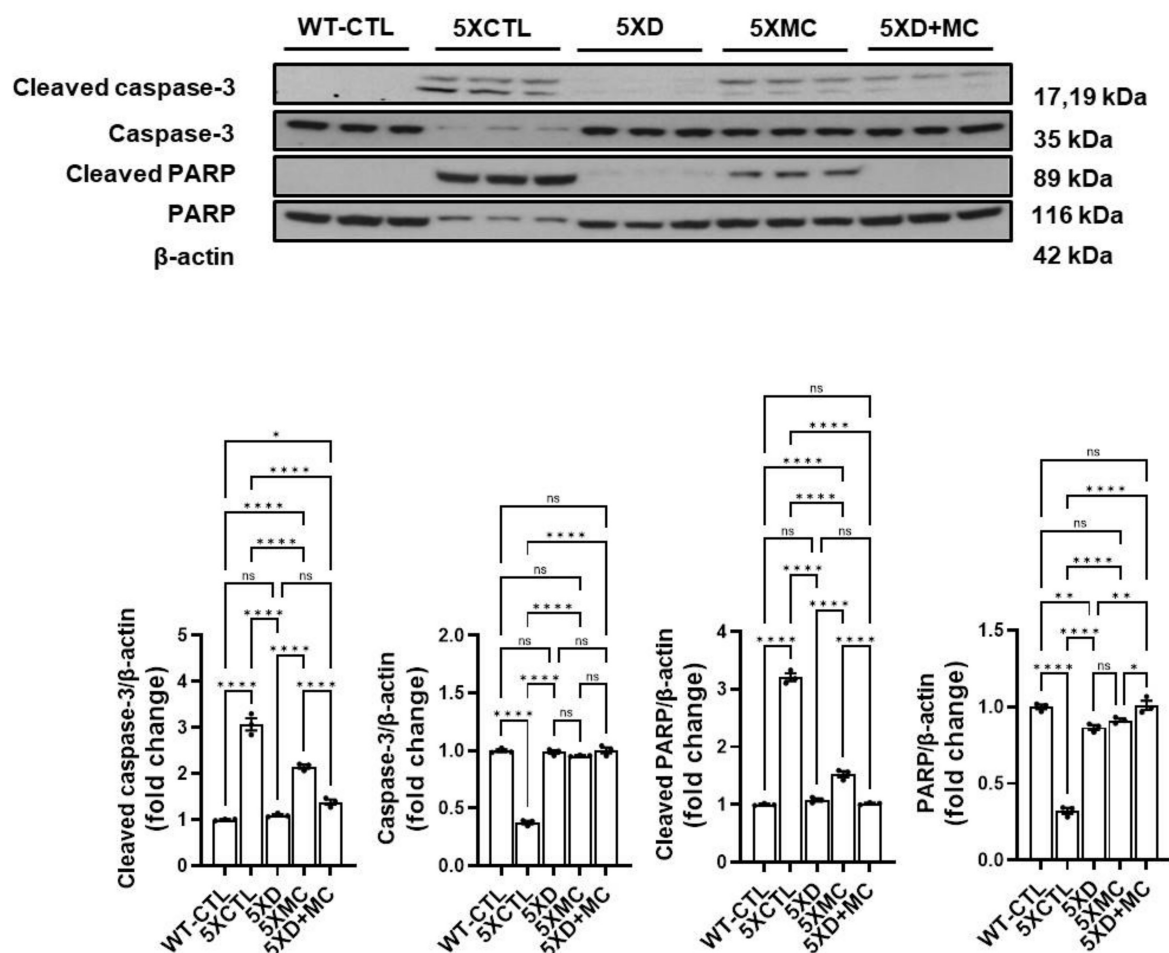 WT-CTL 5XCTL 5XD 5XMC 5XD+MC
Cleaved caspase-3 17,19 kDa
Caspase-3 35 kDa
Cleaved PARP 89 kDa
PARP 116 kDa
β-actin 42 kDa
Cleaved caspase-3/β-actin
(fold change)
5
4
3
2
1
0
*
****
****
****
ns ns
****
****
**** ****
WT-CTL
5XCTL
5XD
5XMC
5XD+MC
Caspase-3/β-actin
(fold change)
2.0
1.5
1.0
0.5
0.0
ns
****
ns
****
ns ns
****
ns
**** ns
WT-CTL
5XCTL
5XD
5XMC
5XD+MC
Cleaved PARP/β-actin
(fold change)
4
3
2
1
0
ns
****
****
****
ns ns
****
****
**** ****
WT-CTL
5XCTL
5XD
5XMC
5XD+MC
PARP/β-actin
(fold change)
1.5
1.0
0.5
0.0
ns
****
ns
****
** **
****
**** ns *
WT-CTL
5XCTL
5XD
5XMC
5XD+MC